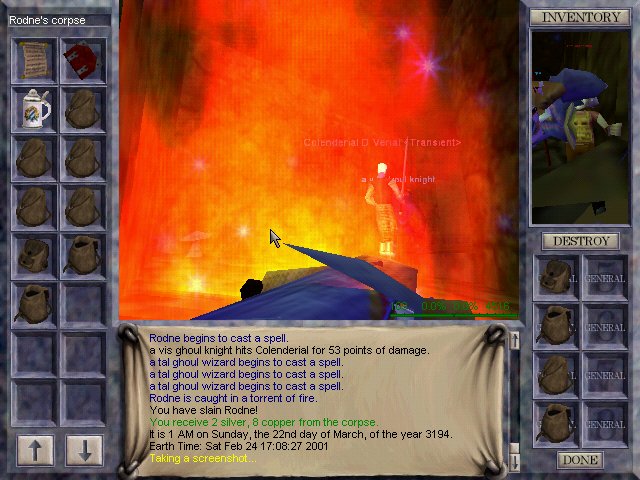 Rodne's corpse
INVENTORY
Colenderial D'Verial <Transient>
ghoul knight
DESTROY
GENERAL
GENERAL
GENERAL
GENERAL
Rodne begins to cast a spell.
a vis ghoul knight hits Colenderial for 53 points of damage.
a tal ghoul wizard begins to cast a spell.
a tal ghoul wizard begins to cast a spell.
a tal ghoul wizard begins to cast a spell.
Rodne is caught in a torrent of fire.
You have slain Rodne!
You receive 2 silver, 8 copper from the corpse.
It is 1 AM on Sunday, the 22nd day of March, of the year 3194.
Earth Time: Sat Feb 24 17:08:27 2001
Taking a screenshot...
DONE